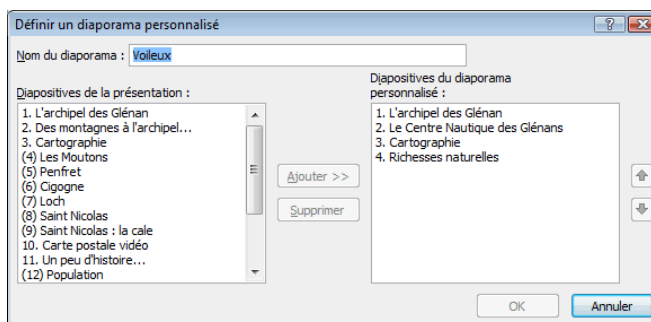 Définir un diaporama personnalisé
Nom du diaporama : Voileux
Diapositives de la présentation :
1. L'archipel des Glénan
2. Des montagnes à l'archipel...
3. Cartographie
(4) Les Moutons
(5) Penfret
(6) Cigogne
(7) Loch
(8) Saint Nicolas
(9) Saint Nicolas : la cale
10. Carte postale vidéo
11. Un peu d'histoire...
(12) Population
Ajouter >>
Supprimer
Diapositives du diaporama
personnalisé :
1. L'archipel des Glénan
2. Le Centre Nautique des Glénans
3. Cartographie
4. Richesses naturelles
OK
Annuler